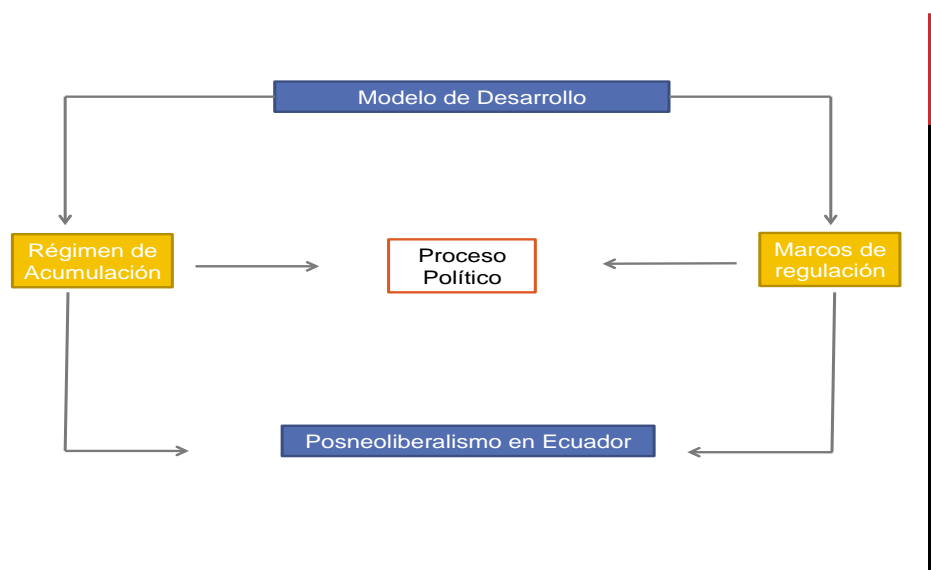 Modelo de Desarrollo
Régimen de
Acumulación
Proceso
Político
Marcos de
regulación
Posneoliberalismo en Ecuador